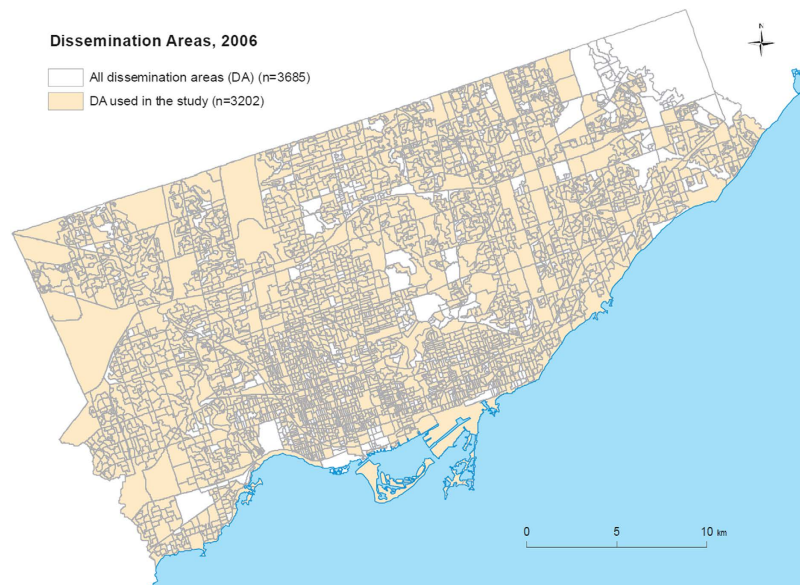 Dissemination Areas, 2006
All dissemination areas (DA) (n=3685)
DA used in the study (n=3202)
N
0 5 10 km